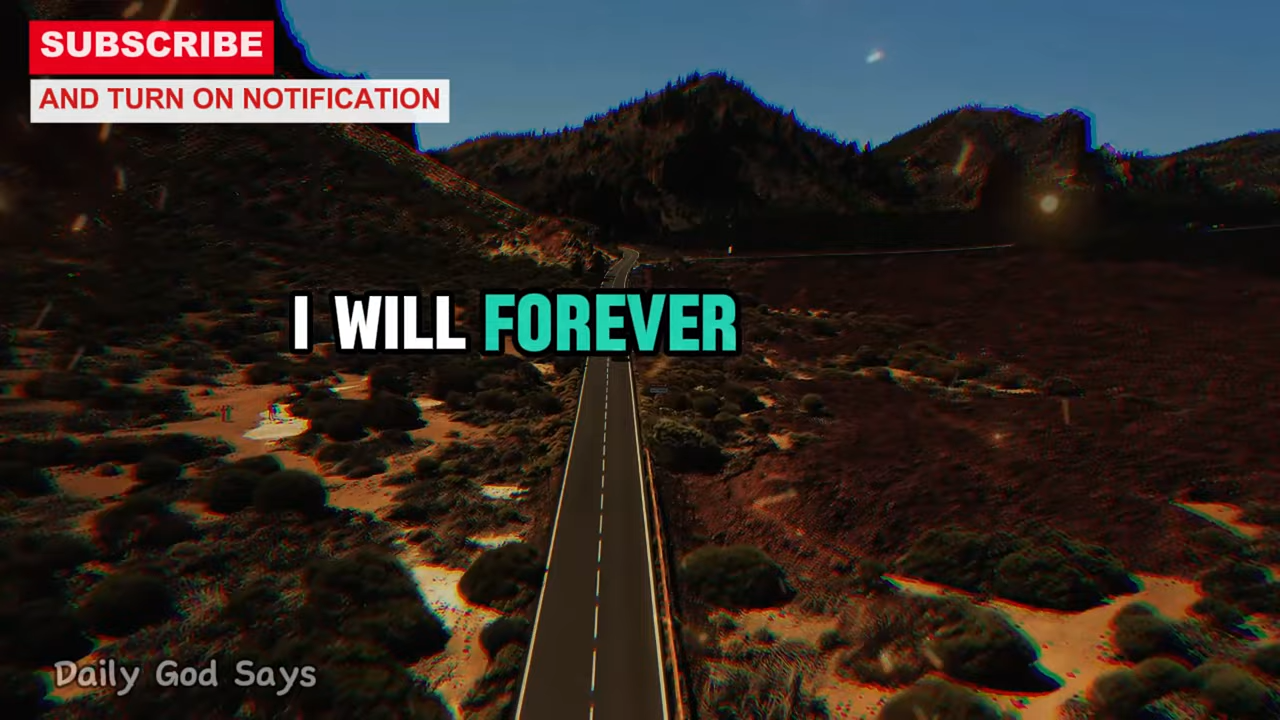 SUBSCRIBE
AND TURN ON NOTIFICATION
I WILL FOREVER
Daily God Says